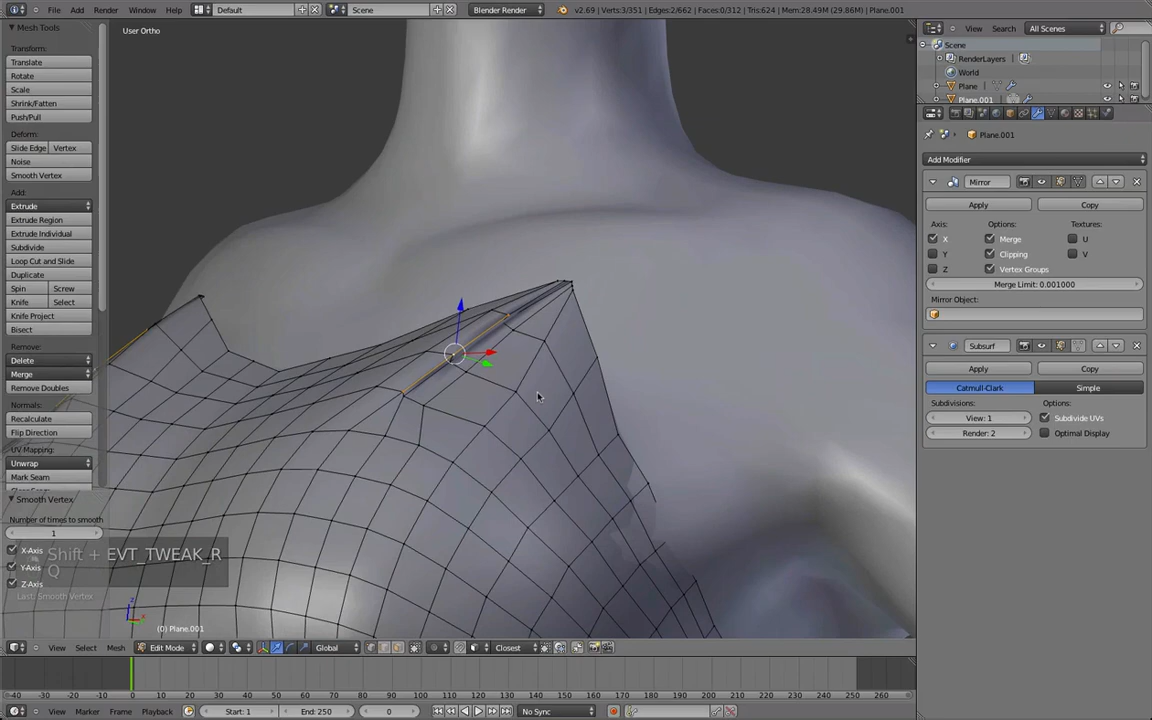 File Add Render Window Help Default Scene Blender Render v2.69 | Verts:3/351 | Edges:2/662 | Faces:0/312 | Tris:624 | Mem:28.49M (29.86M) | Plane.001
Mesh Tools
User Ortho
View Search All Scenes
Scene
RenderLayers
World
Plane
Plane.001
Transform:
Translate
Rotate
Scale
Shrink/Fatten
Push/Pull
Deform:
Slide Edge Vertex
Noise
Smooth Vertex
Add:
Extrude
Extrude Region
Extrude Individual
Subdivide
Loop Cut and Slide
Duplicate
Spin Screw
Knife Select
Knife Project
Bisect
Remove:
Delete
Merge
Remove Doubles
Normals:
Recalculate
Flip Direction
UV Mapping:
Unwrap
Mark Seam
Smooth Vertex
Number of times to smooth
1
X-Axis
Y-Axis
Z-Axis
Last: Smooth Vertex
Shift + EVT_TWEAK_R
Q
z
x
(0) Plane.001
Plane.001
Add Modifier
Mirror
Apply Copy
Axis: Options: Textures:
X Merge U
Y Clipping V
Z Vertex Groups
Merge Limit: 0.001000
Mirror Object:
Subsurf
Apply Copy
Catmull-Clark Simple
Subdivisions: Options:
View: 1 Subdivide UVs
Render: 2 Optimal Display
View Select Mesh Edit Mode Global Closest
-40 -30 -20 -10 0 10 20 30 40 50 60 70 80 90 100 110 120 130 140 150 160 170 180 190 200 210 220 230 240 250 260
View Marker Frame Playback Start: 1 End: 250 0 No Sync